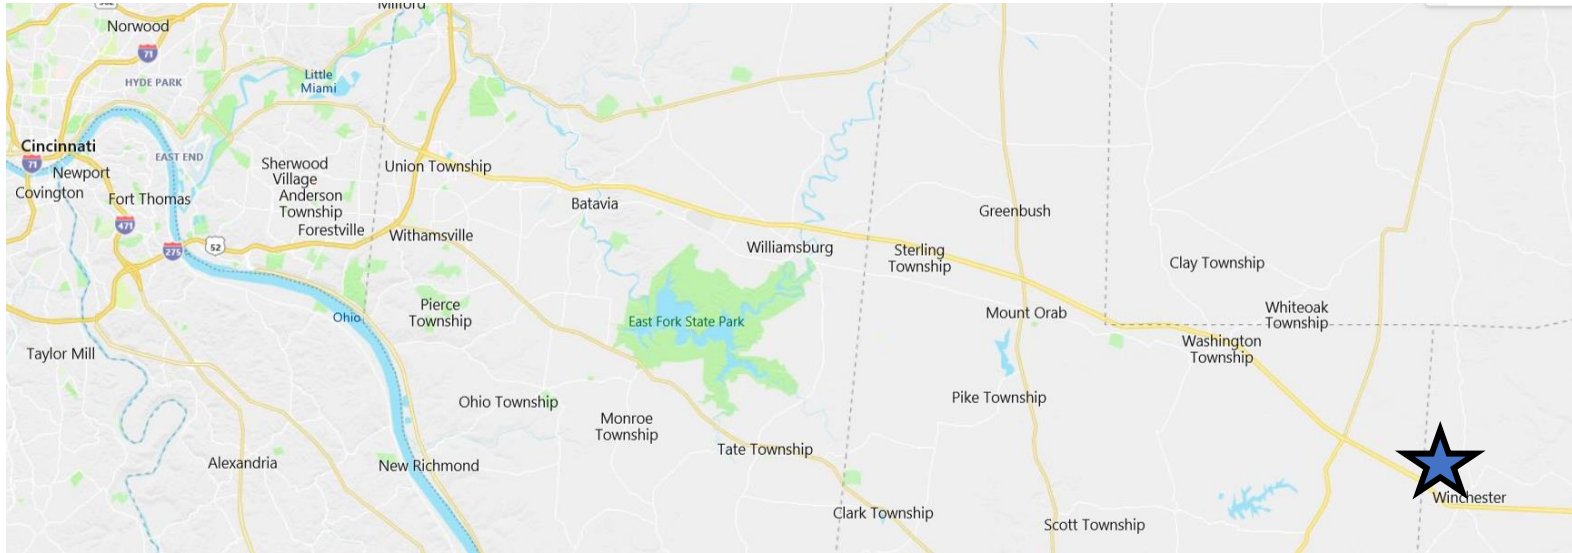 Milford
Norwood
71
HYDE PARK
Little
Miami
Cincinnati
71
EAST END
Newport
Covington
Fort Thomas
Sherwood
Village
Anderson
Township
Forestville
Union Township
471
275
52
Withamsville
Batavia
Williamsburg
Greenbush
Sterling
Township
Clay Township
Pierce
Township
Ohio
East Fork State Park
Mount Orab
Whiteoak
Township
Washington
Township
Taylor Mill
Ohio Township
Monroe
Township
Pike Township
Alexandria
New Richmond
Tate Township
Clark Township
Scott Township
Winchester